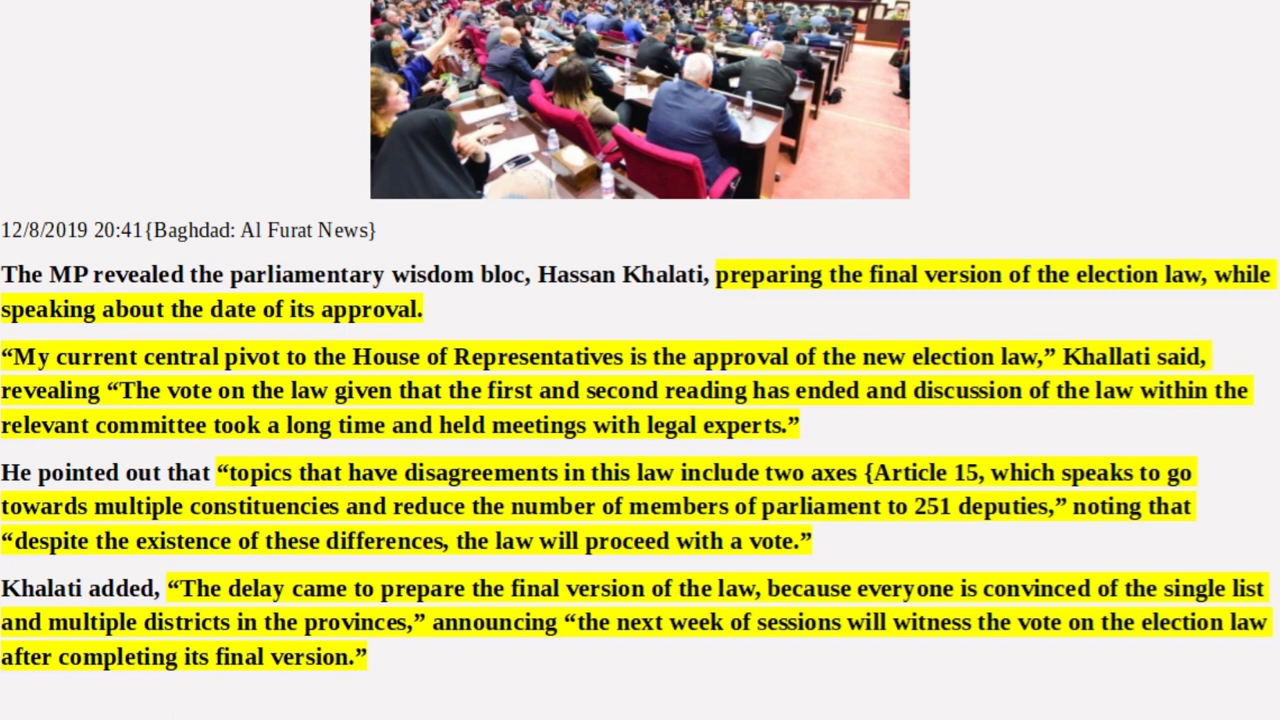 12/8/2019 20:41{Baghdad: Al Furat News}
The MP revealed the parliamentary wisdom bloc, Hassan Khalati, preparing the final version of the election law, while
speaking about the date of its approval.
“My current central pivot to the House of Representatives is the approval of the new election law,” Khallati said,
revealing “The vote on the law given that the first and second reading has ended and discussion of the law within the
relevant committee took a long time and held meetings with legal experts.”
He pointed out that “topics that have disagreements in this law include two axes {Article 15, which speaks to go
towards multiple constituencies and reduce the number of members of parliament to 251 deputies,” noting that
“despite the existence of these differences, the law will proceed with a vote.”
Khalati added, “The delay came to prepare the final version of the law, because everyone is convinced of the single list
and multiple districts in the provinces,” announcing “the next week of sessions will witness the vote on the election law
after completing its final version.”